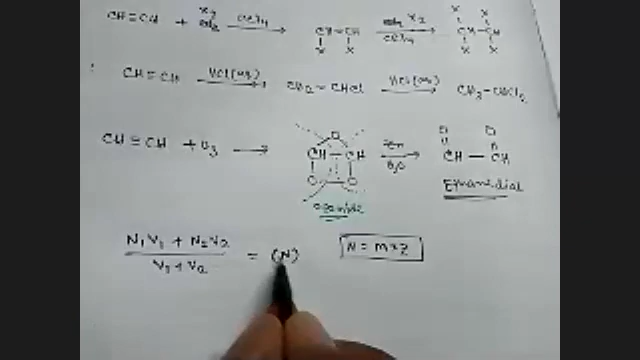 CH≡CH + X2 CCl4 → CH=CH X X X2 CCl4 → X X CH-CH X X
CH≡CH HCl(aq) → CH2=CHCl HCl(aq) → CH3-CHCl2
CH≡CH + O3 → O CH-CH O O ozonide Zn H2O → O O CH-CH Ethanedial
N1V1 + N2V2 / V1+V2 = (N) N = M×Z